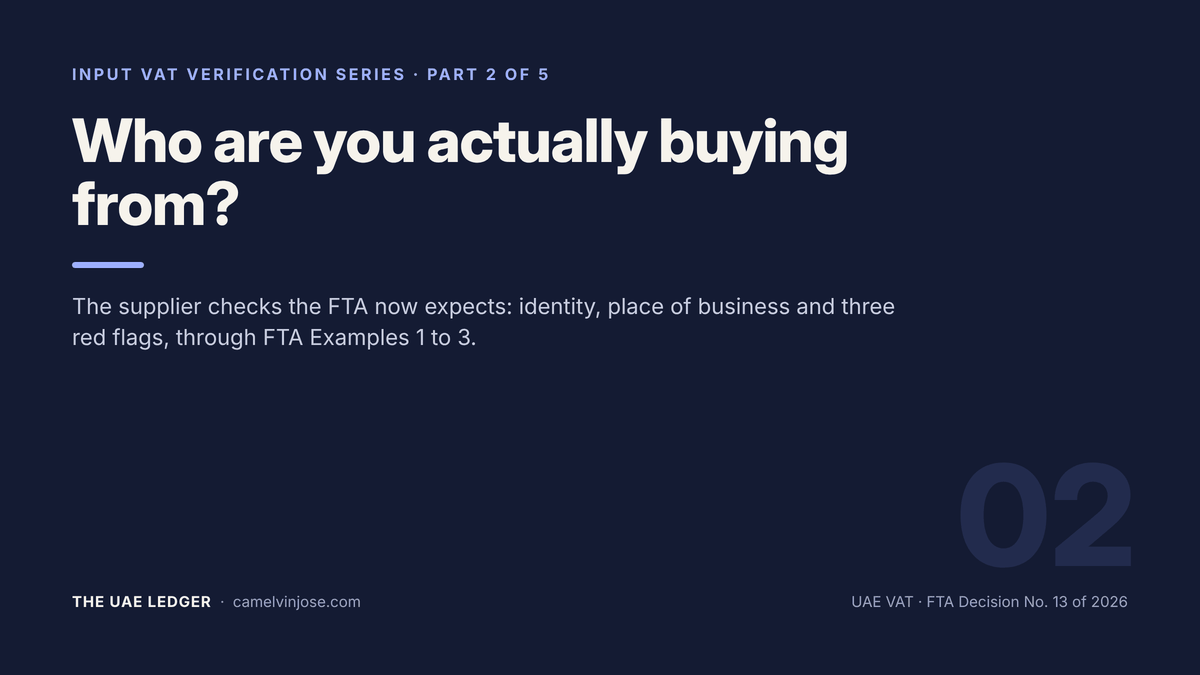 INPUT VAT VERIFICATION SERIES · PART 2 OF 5
Who are you actually buying
from?
The supplier checks the FTA now expects: identity, place of business and three
red flags, through FTA Examples 1 to 3.
02
THE UAE LEDGER · camelvinjose.com
UAE VAT · FTA Decision No. 13 of 2026